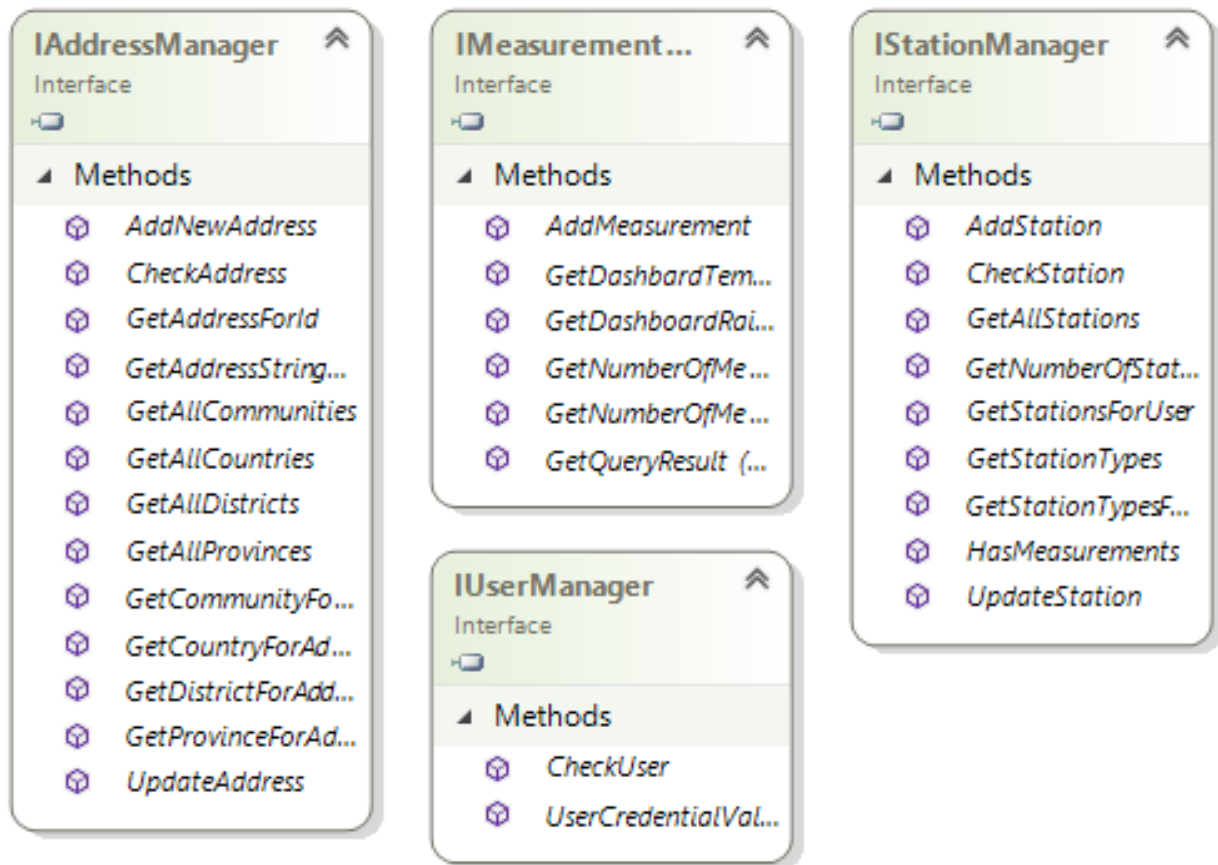 IAddressManager
Interface
Methods
AddNewAddress
CheckAddress
GetAddressForId
GetAddressString...
GetAllCommunities
GetAllCountries
GetAllDistricts
GetAllProvinces
GetCommunityFo...
GetCountryForAd...
GetDistrictForAdd...
GetProvinceForAd...
UpdateAddress
IMeasurement...
Interface
Methods
AddMeasurement
GetDashbardTem...
GetDashboardRai...
GetNumberOfMe...
GetNumberOfMe...
GetQueryResult (...
IUserManager
Interface
Methods
CheckUser
UserCredentialVal...
IStationManager
Interface
Methods
AddStation
CheckStation
GetAllStations
GetNumberOfStat...
GetStationsForUser
GetStationTypes
GetStationTypesF...
HasMeasurements
UpdateStation